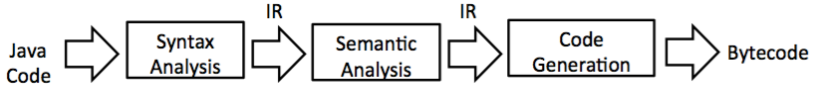 IR
IR
Java
Code
Syntax
Analysis
Semantic
Analysis
Code
Generation
Bytecode